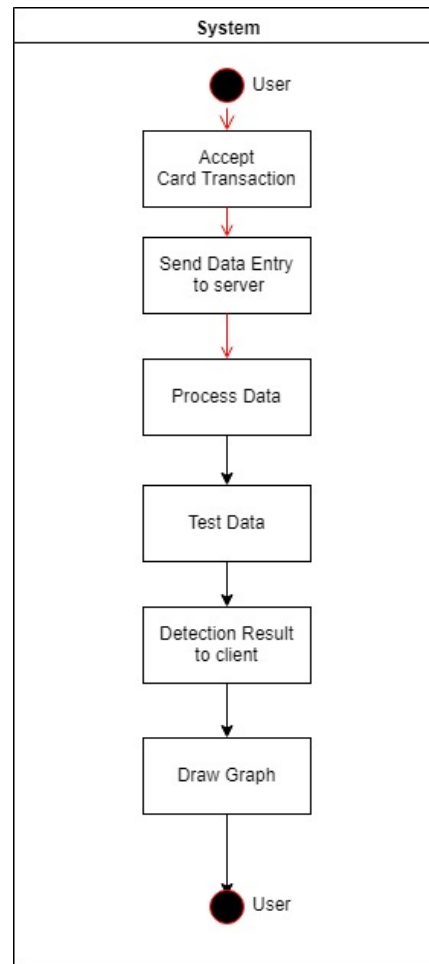 System
User
Accept
Card Transaction
Send Data Entry
to server
Process Data
Test Data
Detection Result
to client
Draw Graph
User